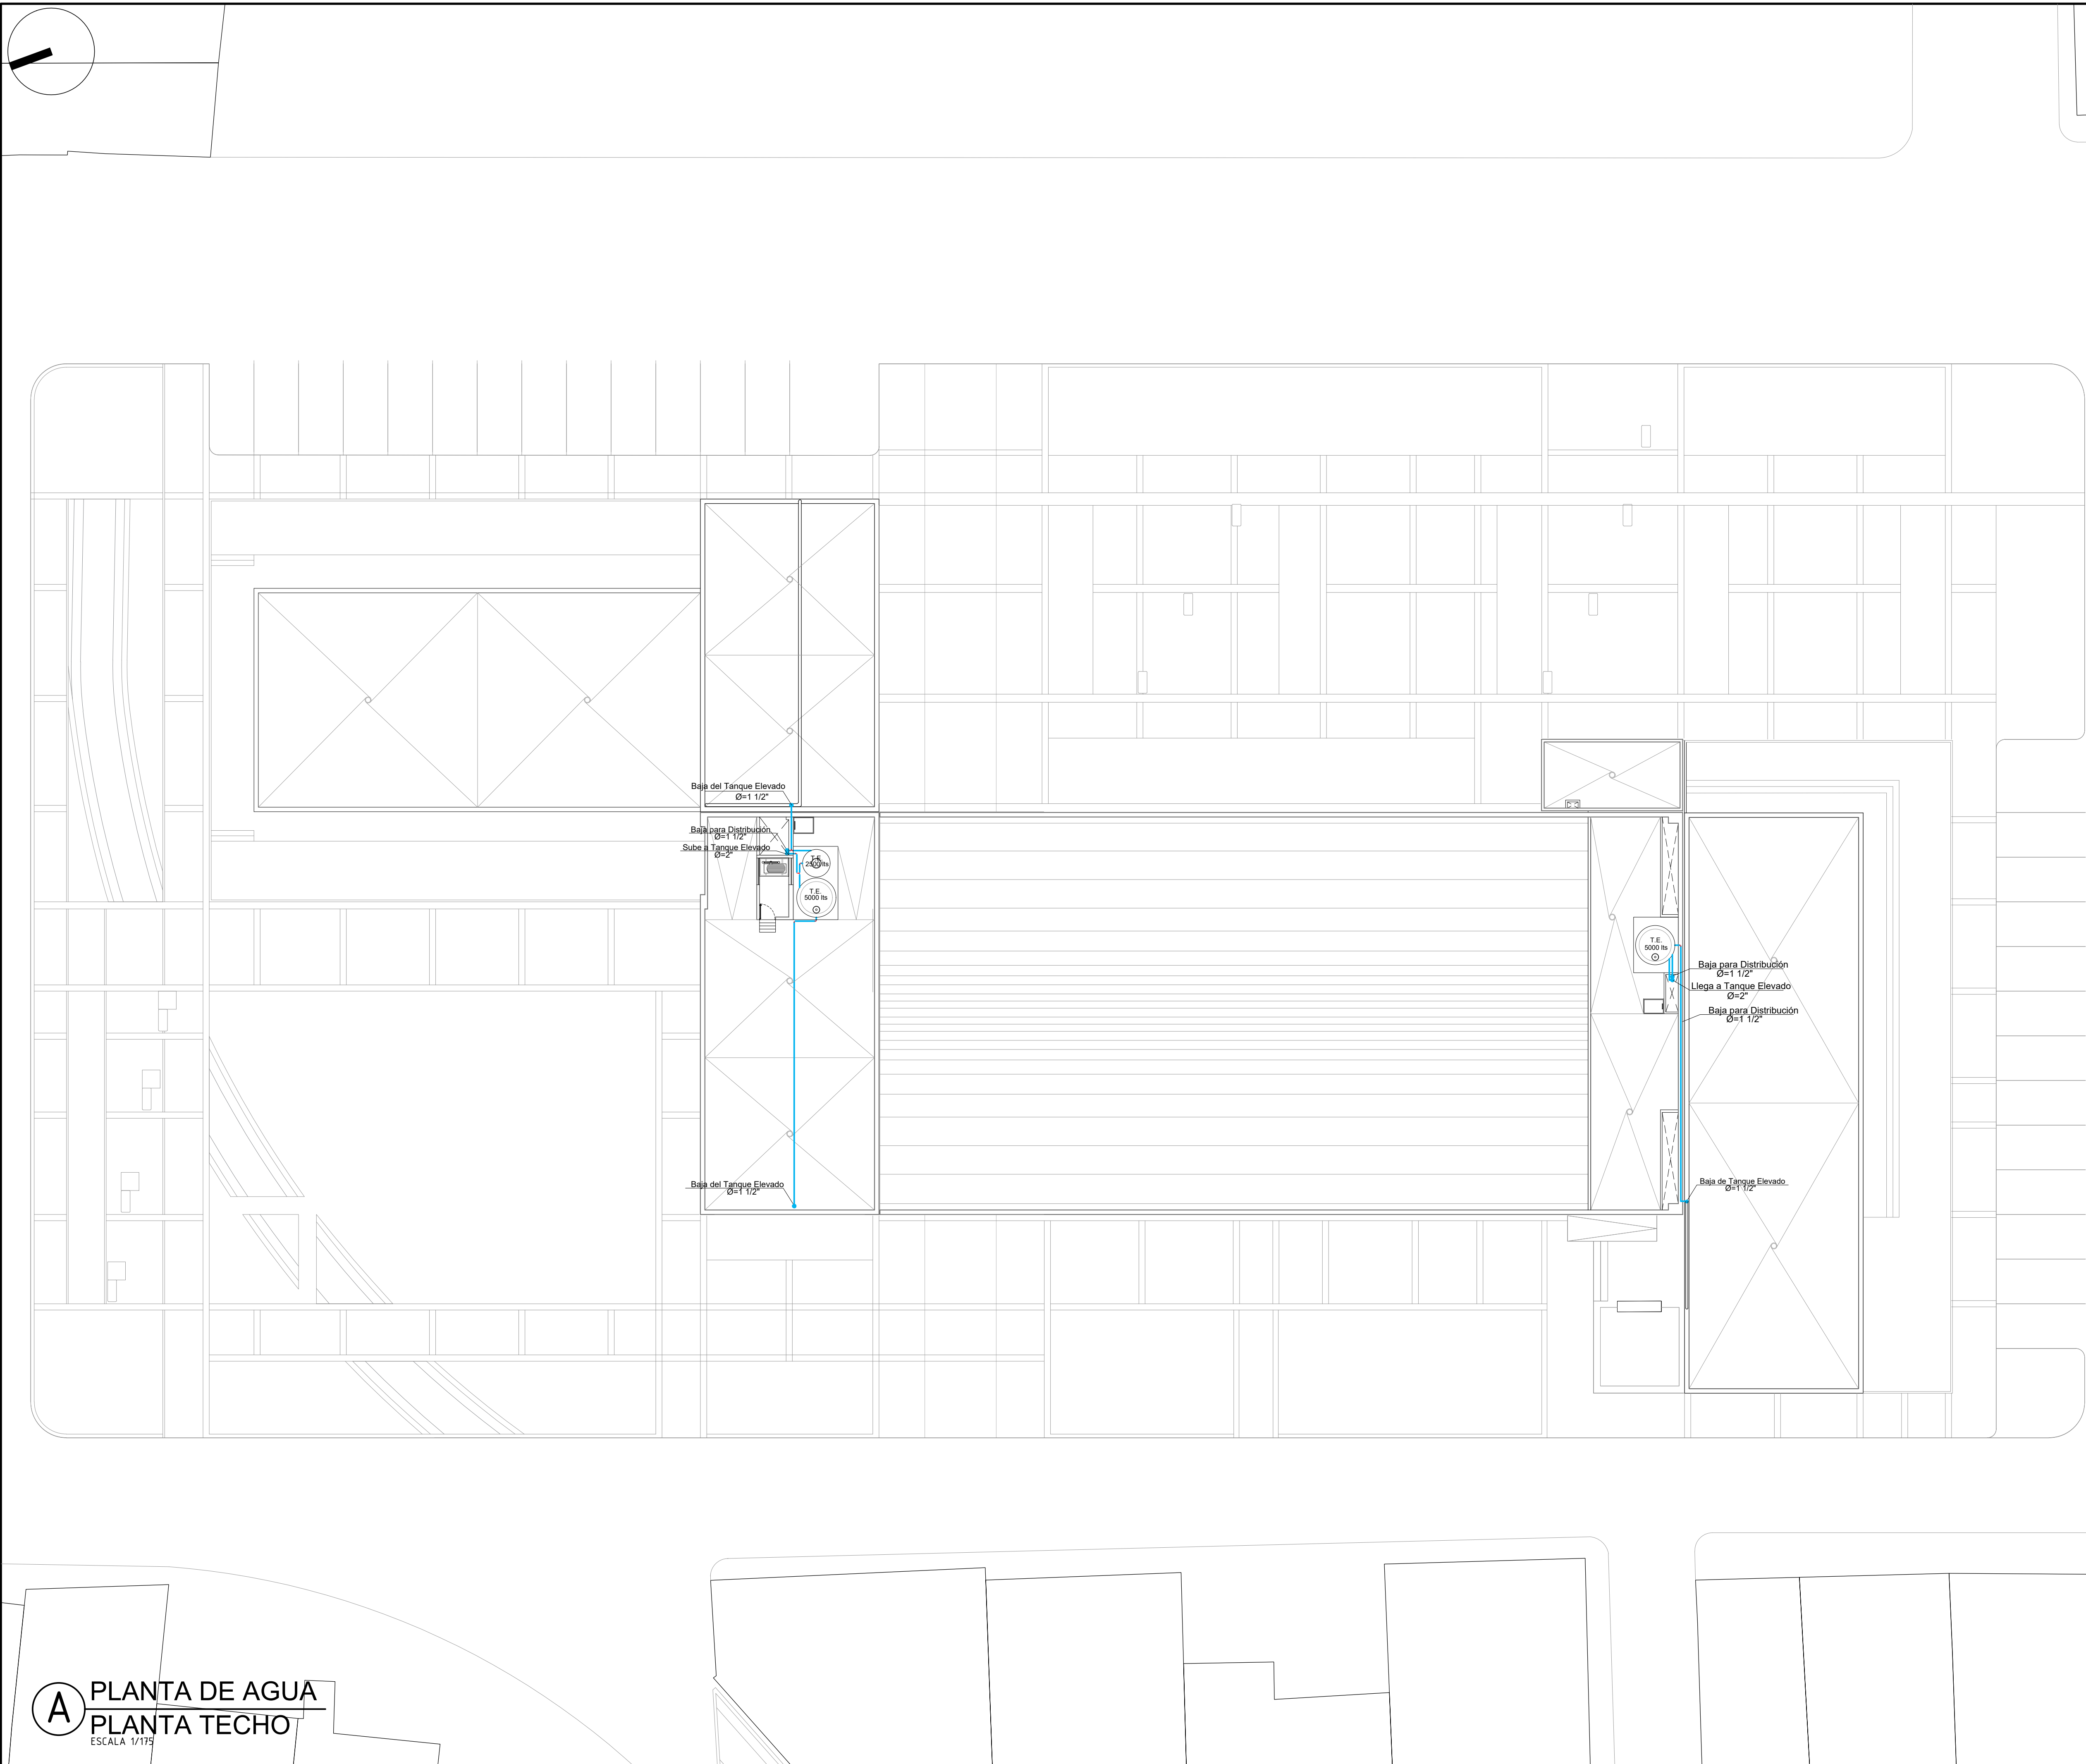 Baja del Tanque Elevado
Ø=1 1/2"
Baja para Distribución
Ø=1 1/2"
Sube a Tanque Elevado
Ø=2"
T.E.
2500 lts
T.E.
5000 lts
T.E.
5000 lts
Baja para Distribución
Ø=1 1/2"
Llega a Tanque Elevado
Ø=2"
Baja para Distribución
Ø=1 1/2"
Baja del Tanque Elevado
Ø=1 1/2"
Baja de Tanque Elevado
Ø=1 1/2"
A
PLANTA DE AGUA
PLANTA TECHO
ESCALA 1/175